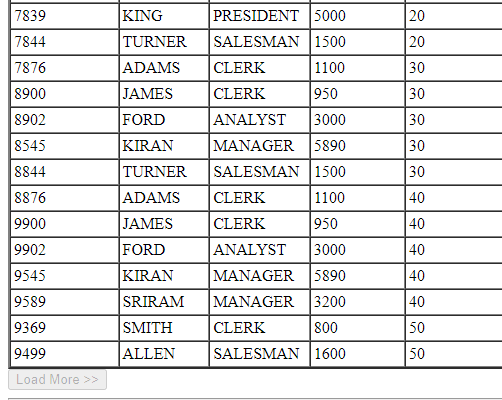 7839 KING PRESIDENT 5000 20
7844 TURNER SALESMAN 1500 20
7876 ADAMS CLERK 1100 30
8900 JAMES CLERK 950 30
8902 FORD ANALYST 3000 30
8545 KIRAN MANAGER 5890 30
8844 TURNER SALESMAN 1500 30
8876 ADAMS CLERK 1100 40
9900 JAMES CLERK 950 40
9902 FORD ANALYST 3000 40
9545 KIRAN MANAGER 5890 40
9589 SRIRAM MANAGER 3200 40
9369 SMITH CLERK 800 50
9499 ALLEN SALESMAN 1600 50
Load More >>